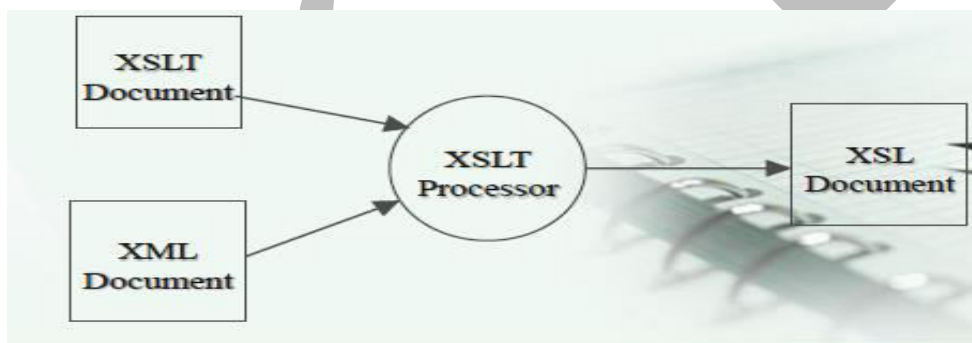 XSLT
Document
XML
Document
XSLT
Processor
XSL
Document